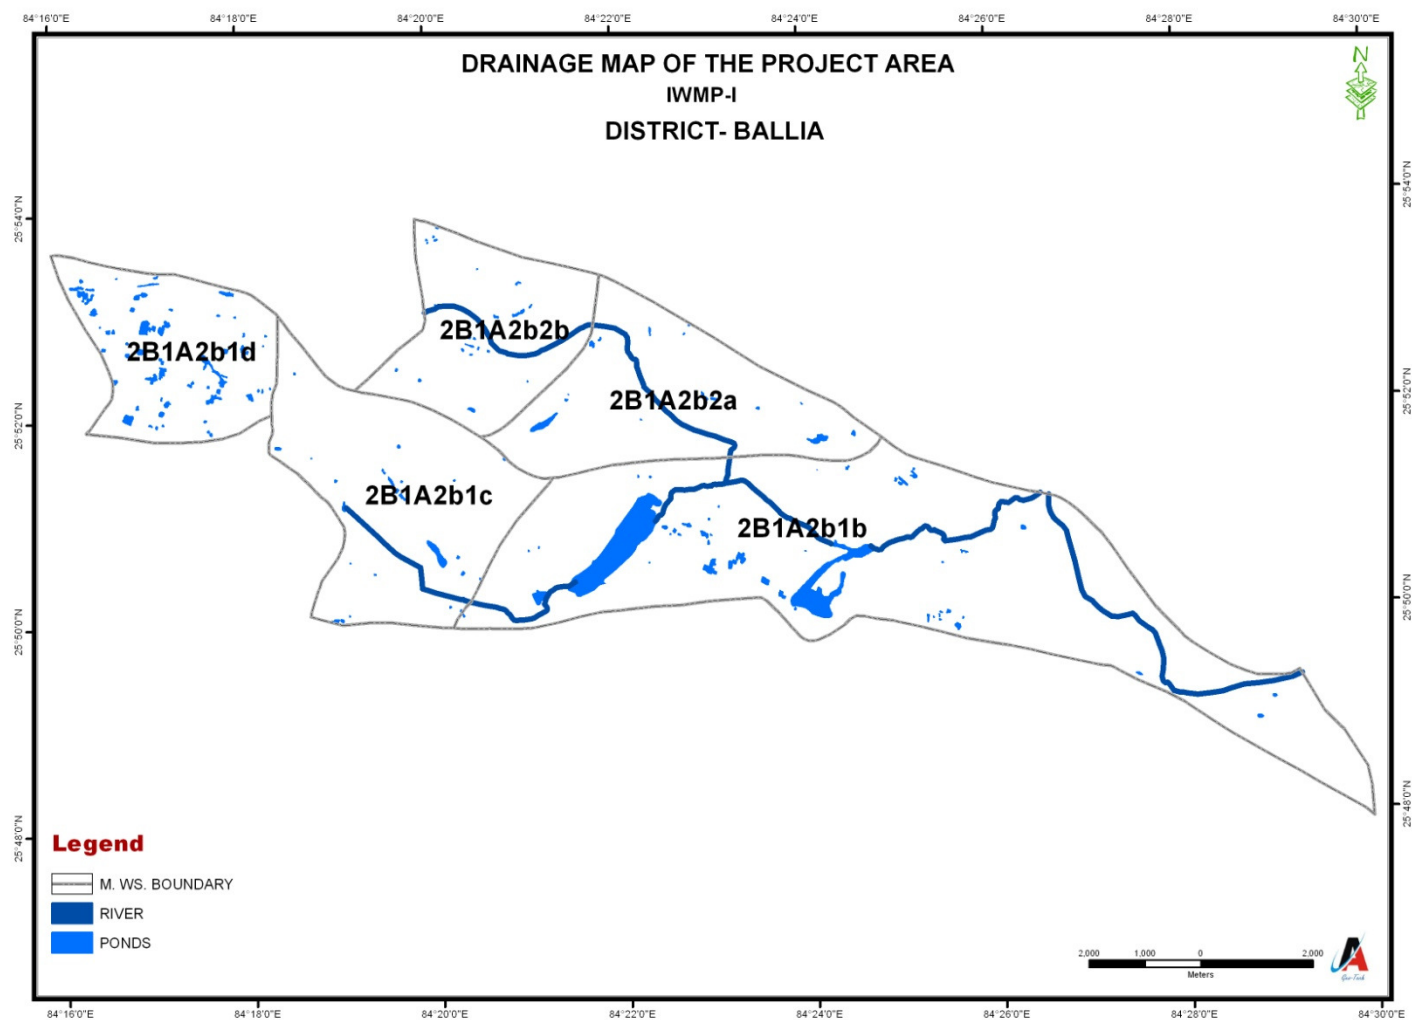 84°16'0"E 84°18'0"E 84°20'0"E 84°22'0"E 84°24'0"E 84°26'0"E 84°28'0"E 84°30'0"E
DRAINAGE MAP OF THE PROJECT AREA
IWMP-I
DISTRICT- BALLIA
N
25°54'0"N
25°54'0"N
2B1A2b2b
2B1A2b1d
2B1A2b2a
25°52'0"N
25°52'0"N
2B1A2b1c
2B1A2b1b
25°50'0"N
25°50'0"N
25°48'0"N
25°48'0"N
Legend
M. WS. BOUNDARY
RIVER
PONDS
2,000 1,000 0 2,000
Meters
A
Geo-Tech
84°16'0"E 84°18'0"E 84°20'0"E 84°22'0"E 84°24'0"E 84°26'0"E 84°28'0"E 84°30'0"E